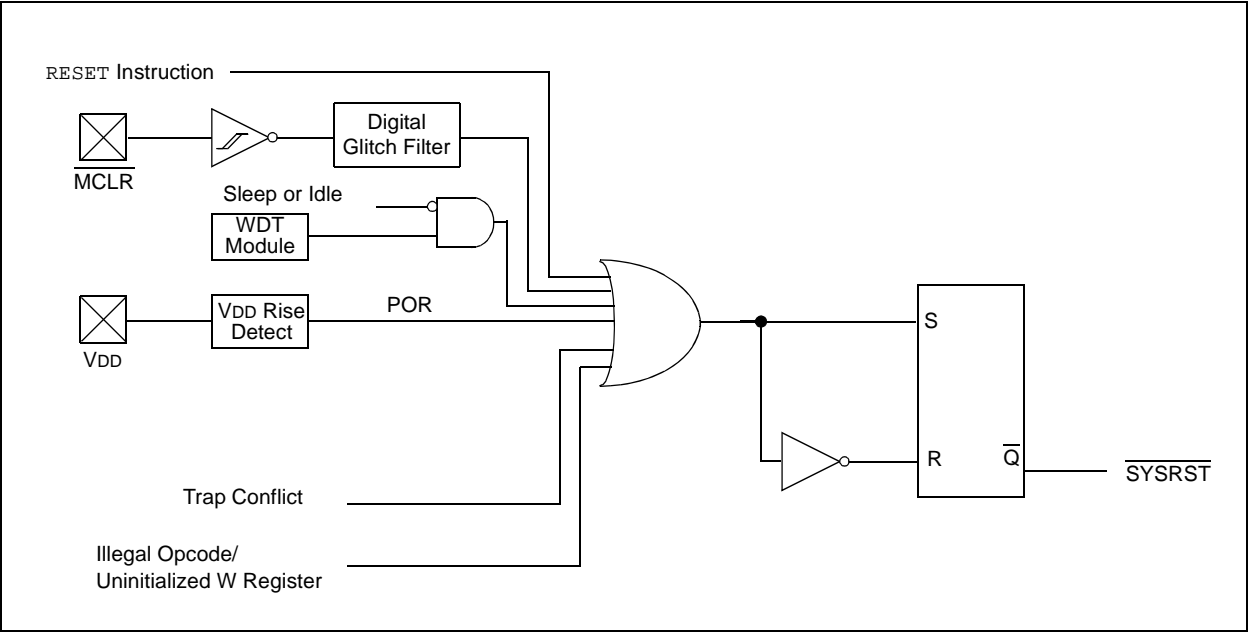 RESET Instruction
Digital
Glitch Filter
MCLR
Sleep or Idle
WDT
Module
VDD Rise
Detect
POR
VDD
S
R
Q
SYSRST
Trap Conflict
Illegal Opcode/
Uninitialized W Register